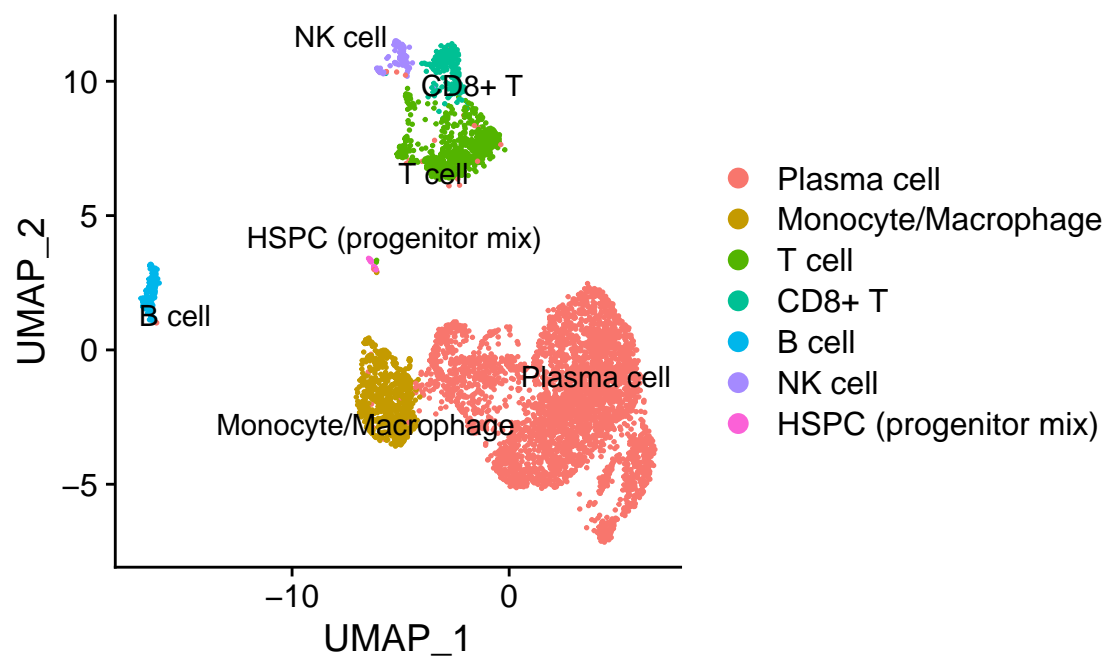 NK cell
CD8+ T
T cell
HSPC (progenitor mix)
B cell
Plasma cell
Monocyte/Macrophage
10
5
0
−5
UMAP_2
−10
0
UMAP_1
Plasma cell
Monocyte/Macrophage
T cell
CD8+ T
B cell
NK cell
HSPC (progenitor mix)